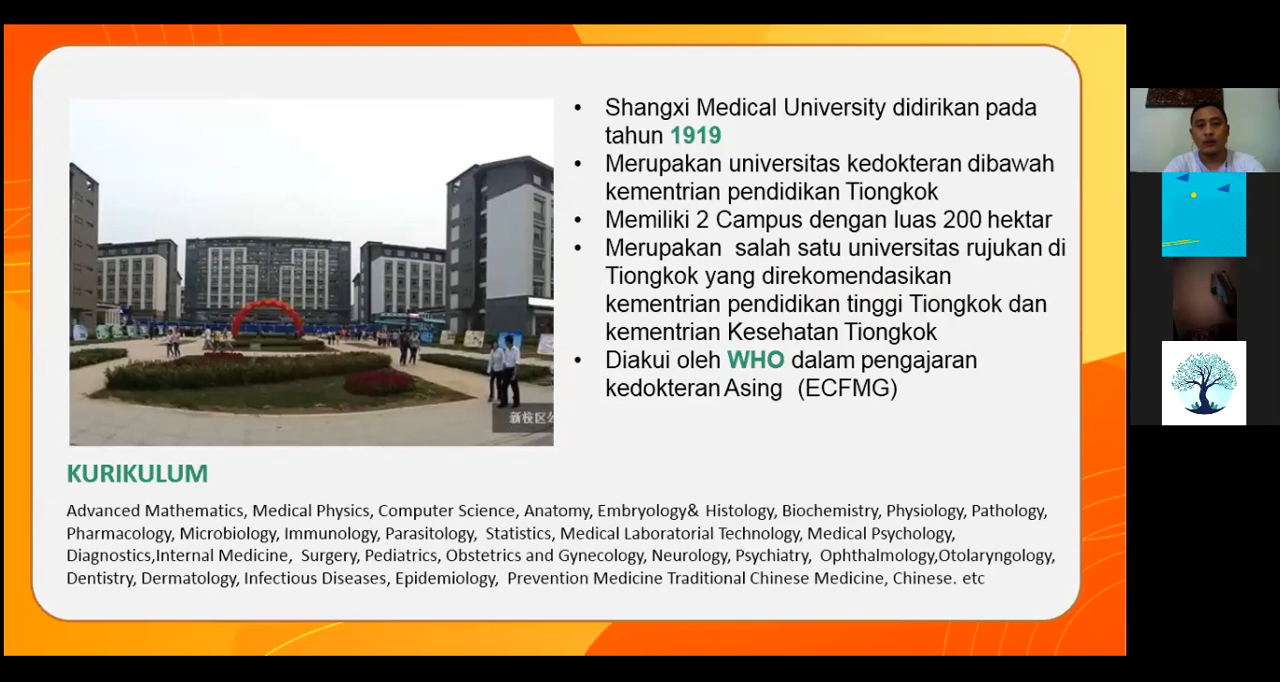 • Shangxi Medical University didirikan pada
tahun 1919
• Merupakan universitas kedokteran dibawah
kementrian pendidikan Tiongkok
• Memiliki 2 Campus dengan luas 200 hektar
• Merupakan salah satu universitas rujukan di
Tiongkok yang direkomendasikan
kementrian pendidikan tinggi Tiongkok dan
kementrian Kesehatan Tiongkok
• Diakui oleh WHO dalam pengajaran
kedokteran Asing (ECFMG)
新校区公
KURIKULUM
Advanced Mathematics, Medical Physics, Computer Science, Anatomy, Embryology& Histology, Biochemistry, Physiology, Pathology,
Pharmacology, Microbiology, Immunology, Parasitology, Statistics, Medical Laboratorial Technology, Medical Psychology,
Diagnostics,Internal Medicine, Surgery, Pediatrics, Obstetrics and Gynecology, Neurology, Psychiatry, Ophthalmology,Otolaryngology,
Dentistry, Dermatology, Infectious Diseases, Epidemiology, Prevention Medicine Traditional Chinese Medicine, Chinese. etc